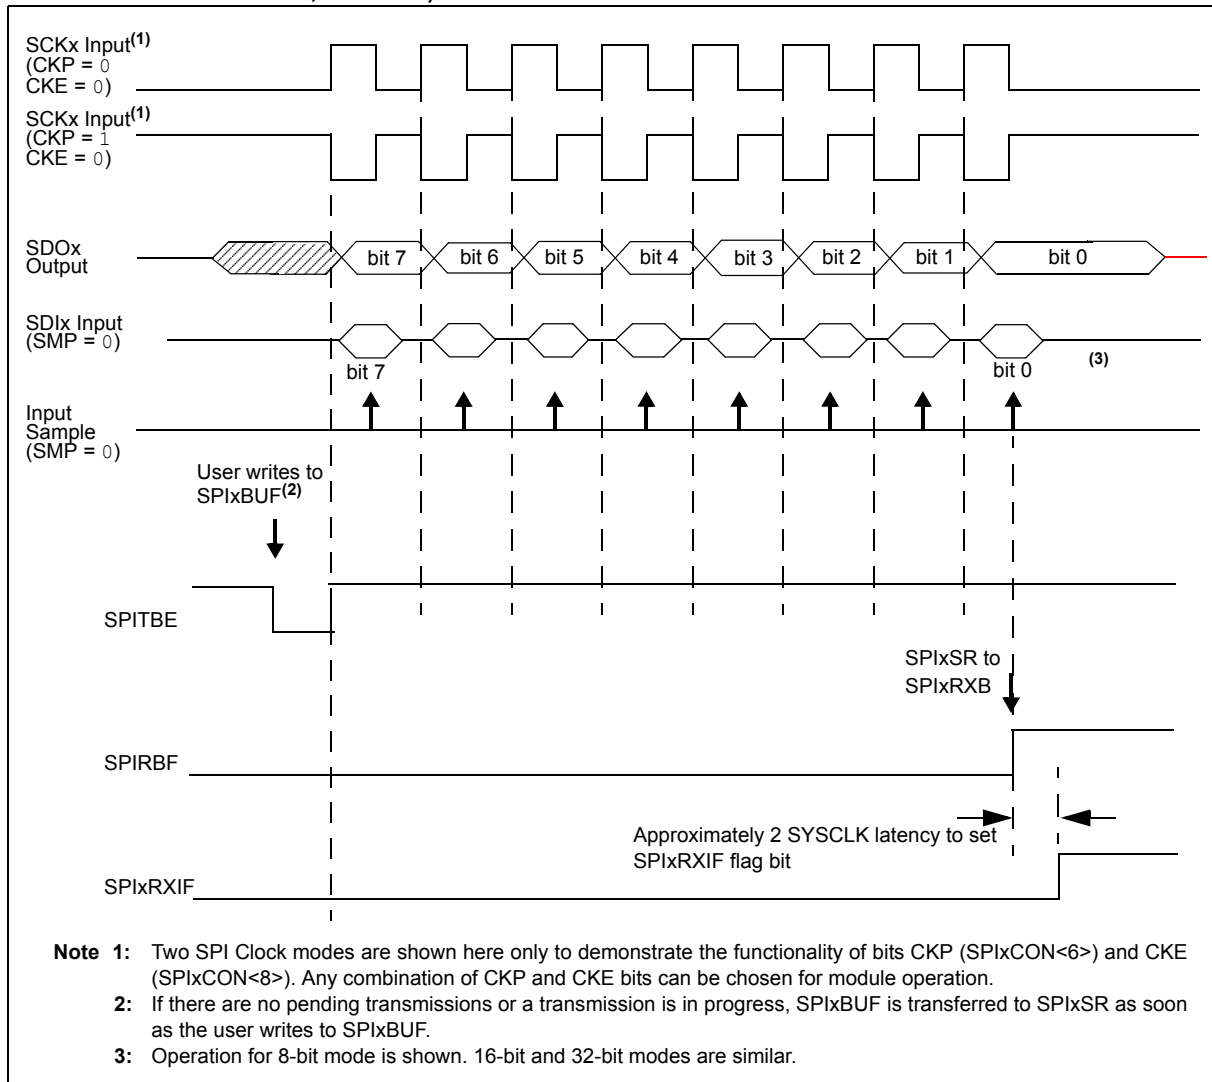 SCKx Input(1)
(CKP = 0
CKE = 0)
SCKx Input(1)
(CKP = 1
CKE = 0)
SDOx
Output
bit 7
bit 6
bit 5
bit 4
bit 3
bit 2
bit 1
bit 0
SDIx Input
(SMP = 0)
bit 7
bit 0
(3)
Input
Sample
(SMP = 0)
User writes to
SPIxBUF(2)
SPITBE
SPIxSR to
SPIxRXB
SPIRBF
Approximately 2 SYSCLK latency to set
SPIxRXIF flag bit
SPIxRXIF
Note 1: Two SPI Clock modes are shown here only to demonstrate the functionality of bits CKP (SPIxCON<6>) and CKE
(SPIxCON<8>). Any combination of CKP and CKE bits can be chosen for module operation.
2: If there are no pending transmissions or a transmission is in progress, SPIxBUF is transferred to SPIxSR as soon
as the user writes to SPIxBUF.
3: Operation for 8-bit mode is shown. 16-bit and 32-bit modes are similar.